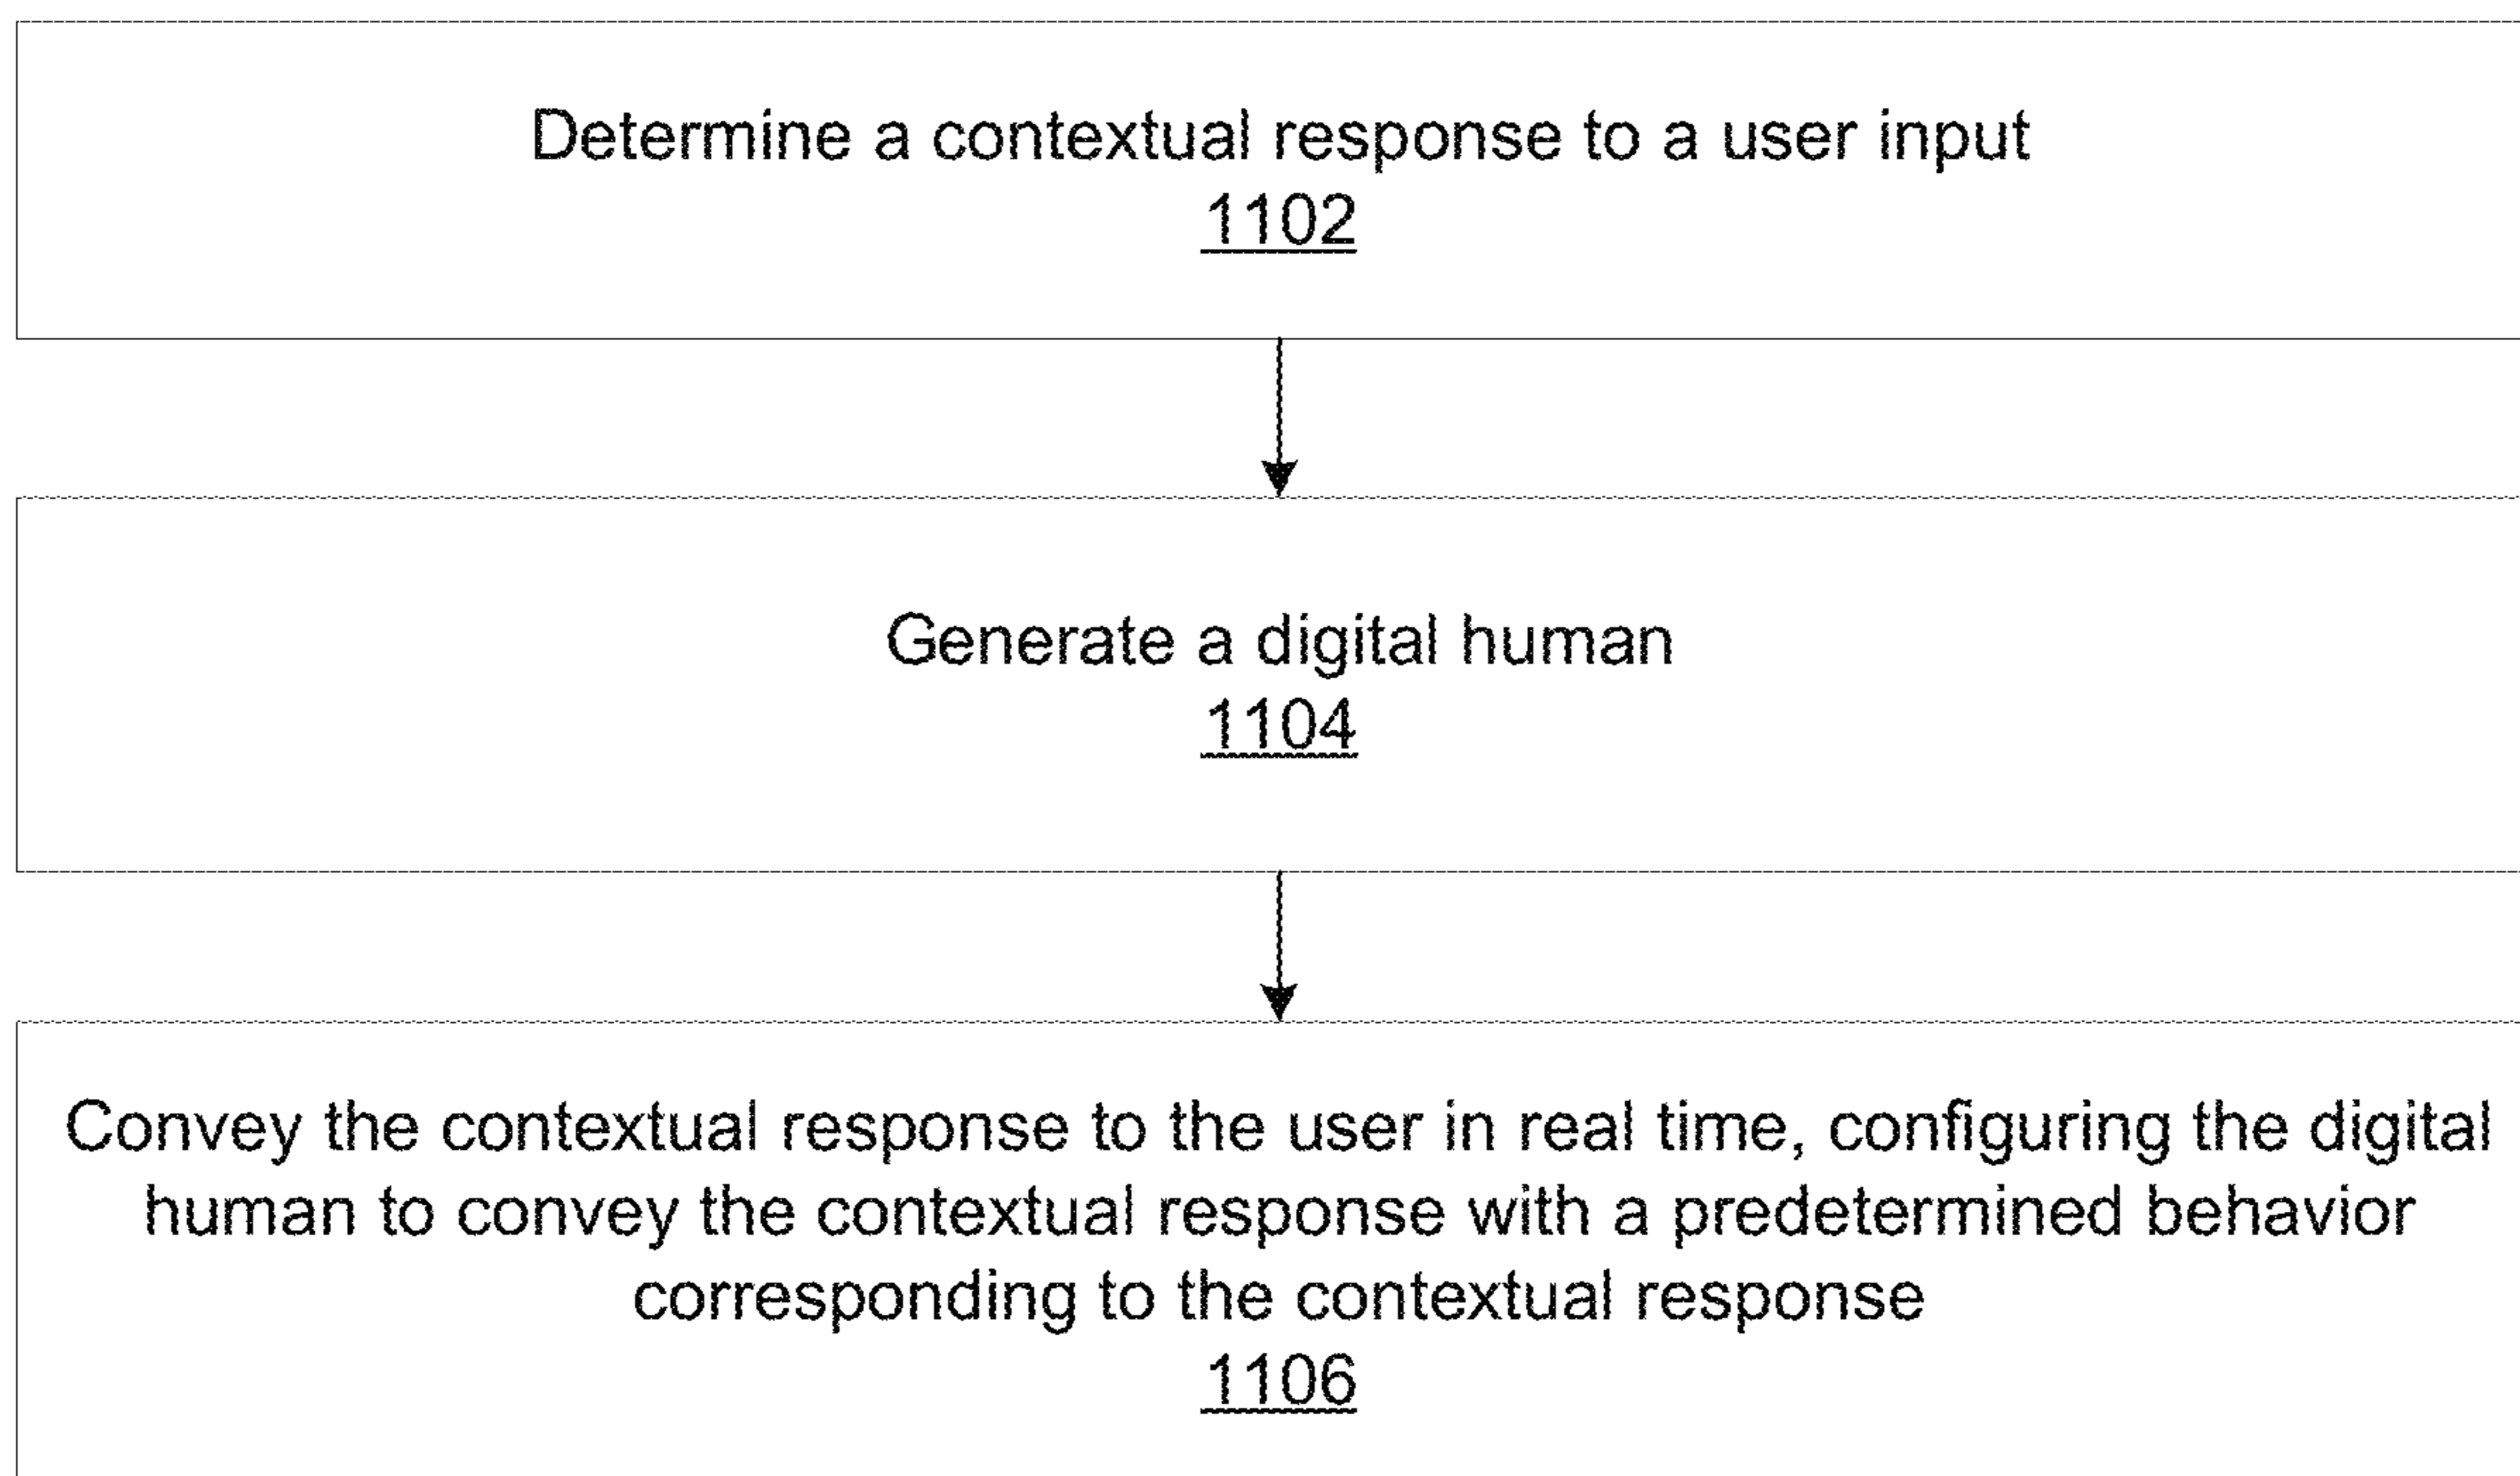 Determine a contextual response to a user input
1102
Generate a digital human
1104
Convey the contextual response to the user in real time, configuring the digital
human to convey the contextual response with a predetermined behavior
corresponding to the contextual response
1106